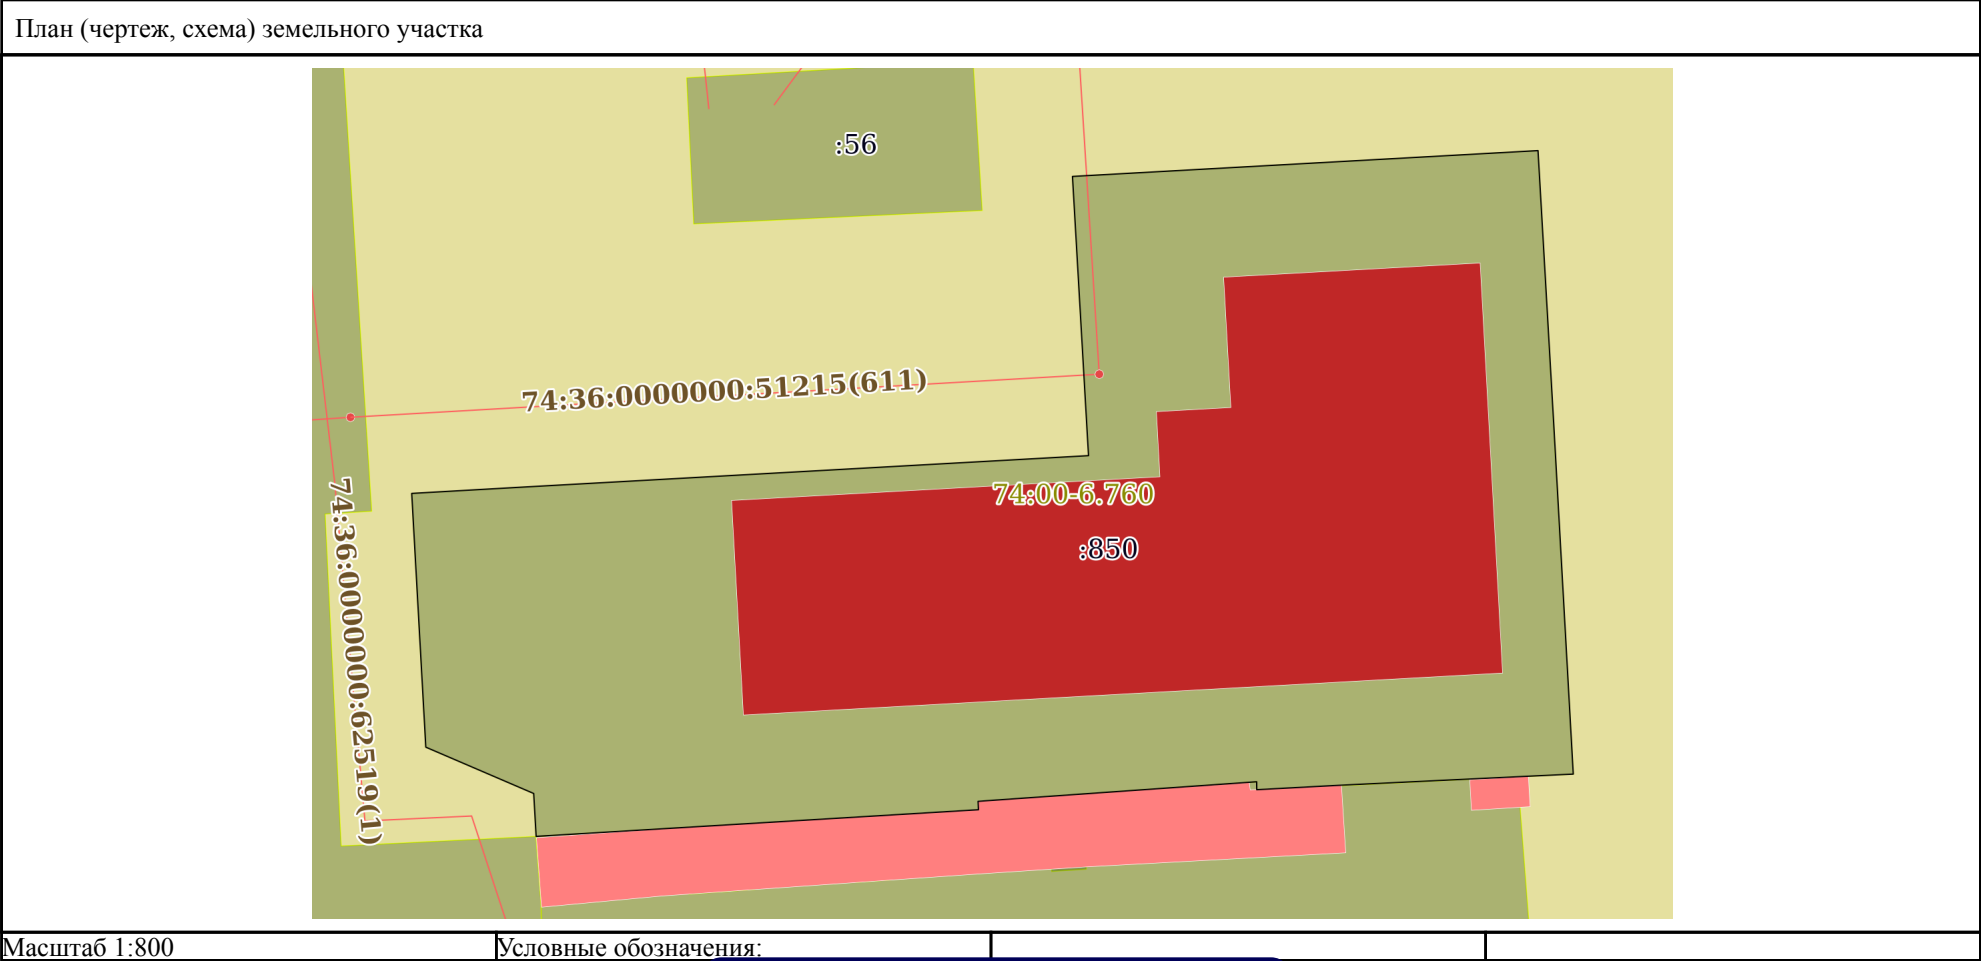 План (чертеж, схема) земельного участка
:56
74:36:0000000:51215(611)
74:36:0000000:62519(1)
74:00-6.760
:850
Масштаб 1:800
Условные обозначения: